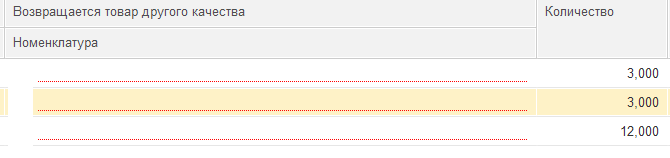 Возвращается товар другого качества Количество
Номенклатура
3,000
3,000
12,000